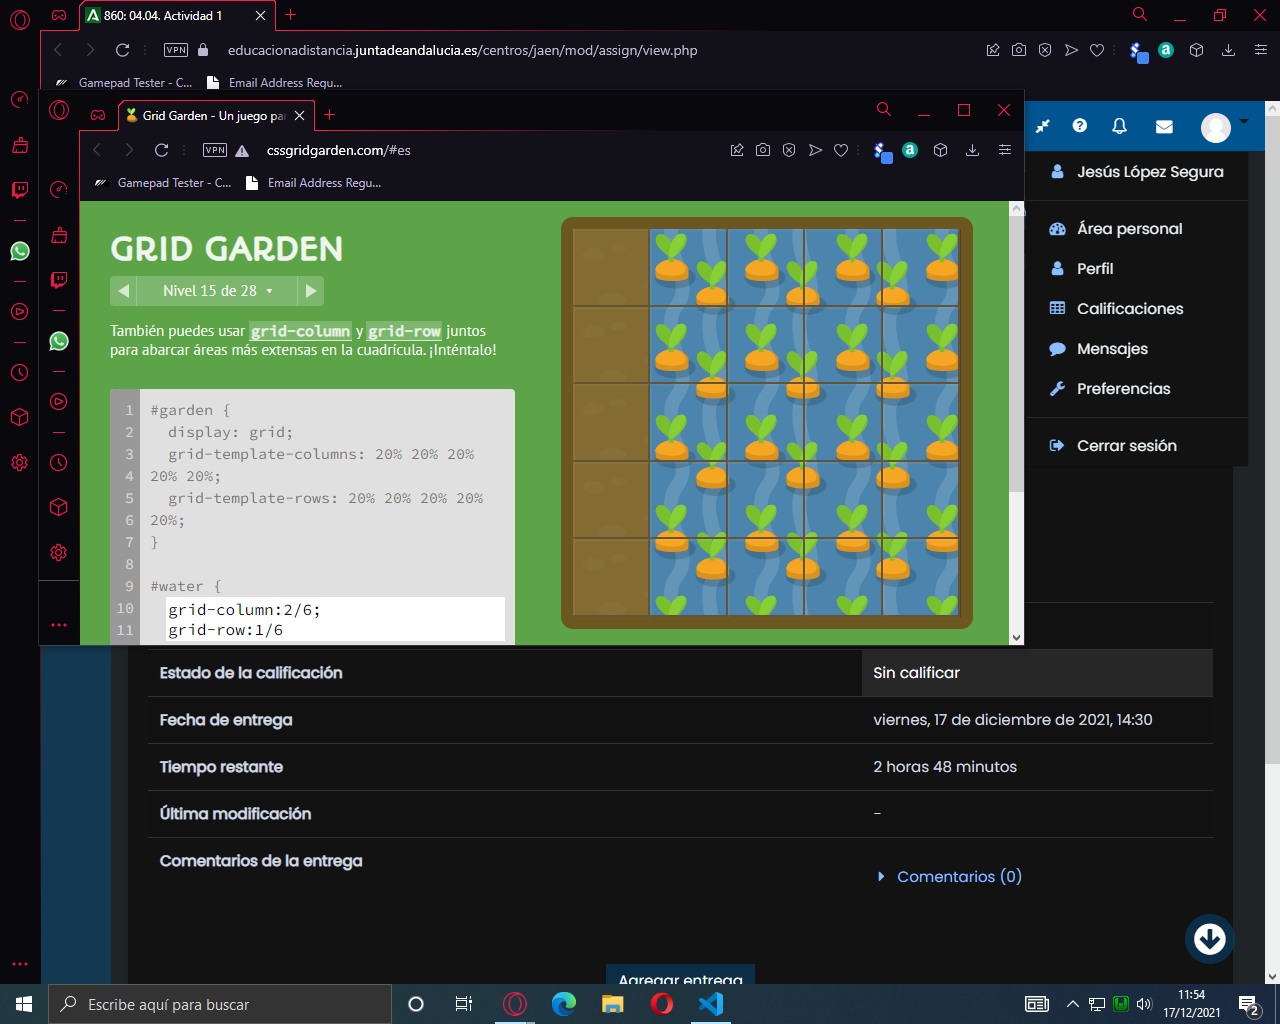 860: 04.04. Actividad 1
VPN
educacionadistancia.juntadeandalucia.es/centros/jaen/mod/assign/view.php
Gamepad Tester - C...
Email Address Requ...
Grid Garden - Un juego par
VPN
cssgridgarden.com/#es
Gamepad Tester - C...
Email Address Regu...
GRID GARDEN
Nivel 15 de 28
También puedes usar grid-column y grid-row juntos
para abarcar áreas más extensas en la cuadrícula. ¡Inténtalo!
1 #garden {
2 display: grid;
3 grid-template-columns: 20% 20% 20%
4 20% 20%;
5 grid-template-rows: 20% 20% 20% 20%
6 20%;
7 }
8
9 #water {
10 grid-column:2/6;
11 grid-row:1/6
Jesús López Segura
Área personal
Perfil
Calificaciones
Mensajes
Preferencias
Cerrar sesión
Estado de la calificación
Sin calificar
Fecha de entrega
viernes, 17 de diciembre de 2021, 14:30
Tiempo restante
2 horas 48 minutos
Última modificación
-
Comentarios de la entrega
Comentarios (0)
Agregar entrega
Escribe aquí para buscar
11:54
17/12/2021
2